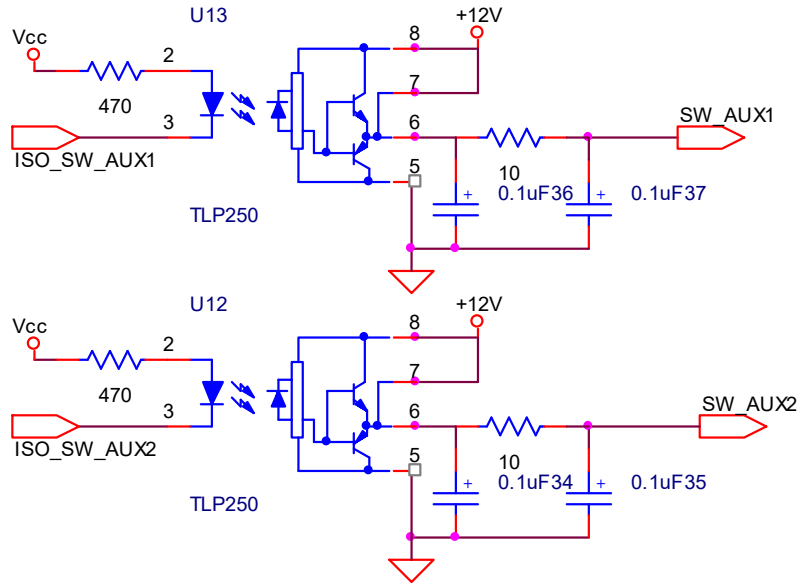 U13
+12V
Vcc
2
8
470
7
3
6
SW_AUX1
ISO_SW_AUX1
5
10
0.1uF36
0.1uF37
TLP250
U12
+12V
Vcc
2
8
470
7
3
6
SW_AUX2
ISO_SW_AUX2
5
10
0.1uF34
0.1uF35
TLP250